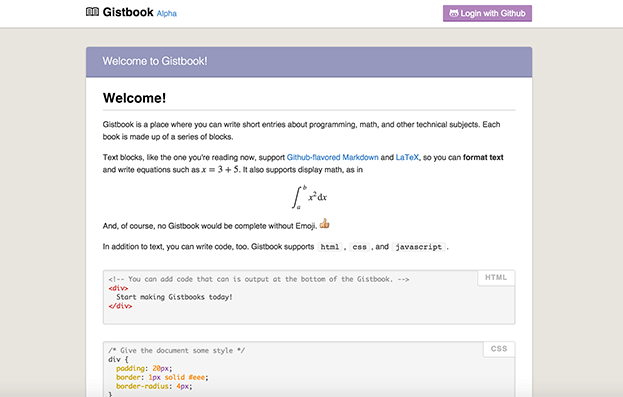 Gistbook Alpha
Login with Github
Welcome to Gistbook!
Welcome!
Gistbook is a place where you can write short entries about programming, math, and other technical subjects. Each
book is made up of a series of blocks.
Text blocks, like the one you're reading now, support Github-flavored Markdown and LaTeX, so you can format text
and write equations such as x = 3 + 5. It also supports display math, as in
∫ₐᵇ x²dx
And, of course, no Gistbook would be complete without Emoji. 👍
In addition to text, you can write code, too. Gistbook supports html , css , and javascript .
HTML
<!-- You can add code that can is output at the bottom of the Gistbook. -->
<div>
  Start making Gistbooks today!
</div>
CSS
/* Give the document some style */
div {
  padding: 20px;
  border: 1px solid #eee;
  border-radius: 4px;
}